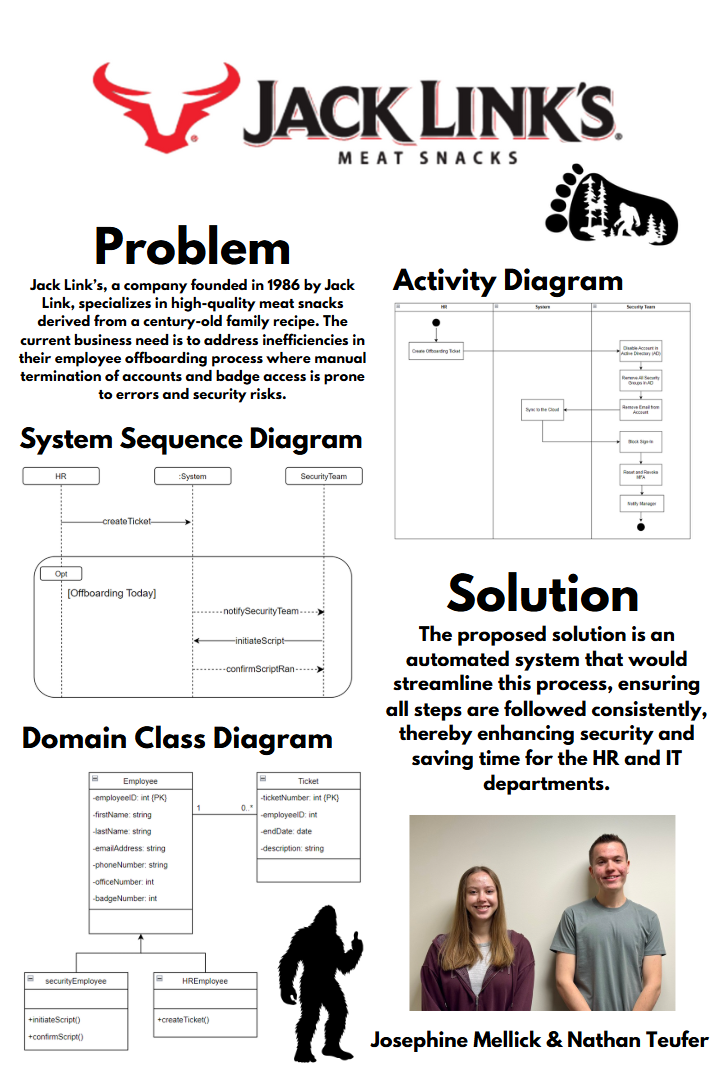 JACK LINK'S
MEAT SNACKS
Problem
Jack Link's, a company founded in 1986 by Jack
Link, specializes in high-quality meat snacks
derived from a century-old family recipe. The
current business need is to address inefficiencies in
their employee offboarding process where manual
termination of accounts and badge access is prone
to errors and security risks.
System Sequence Diagram
HR
:System
SecurityTeam
createTicket
Opt
[Offboarding Today]
notifySecurityTeam
initiateScript
confirmScriptRan
Domain Class Diagram
Employee
-employeeID: int {PK}
-firstName: string
-lastName: string
-emailAddress: string
-phoneNumber: string
-officeNumber: int
-badgeNumber: int
1
0..*
Ticket
-ticketNumber: int {PK}
-employeeID: int
-endDate: date
-description: string
securityEmployee
+initiateScript()
+confirmScript()
HREmployee
+createTicket()
Activity Diagram
HR
System
Security Team
Create Offboarding Ticket
Disable Account in
Active Directory (AD)
Remove All Security
Groups in AD
Remove Email from
Account
Sync to the Cloud
Block Sign-In
Reset and Revoke
MFA
Notify Manager
Solution
The proposed solution is an
automated system that would
streamline this process, ensuring
all steps are followed consistently,
thereby enhancing security and
saving time for the HR and IT
departments.
Josephine Mellick & Nathan Teufer